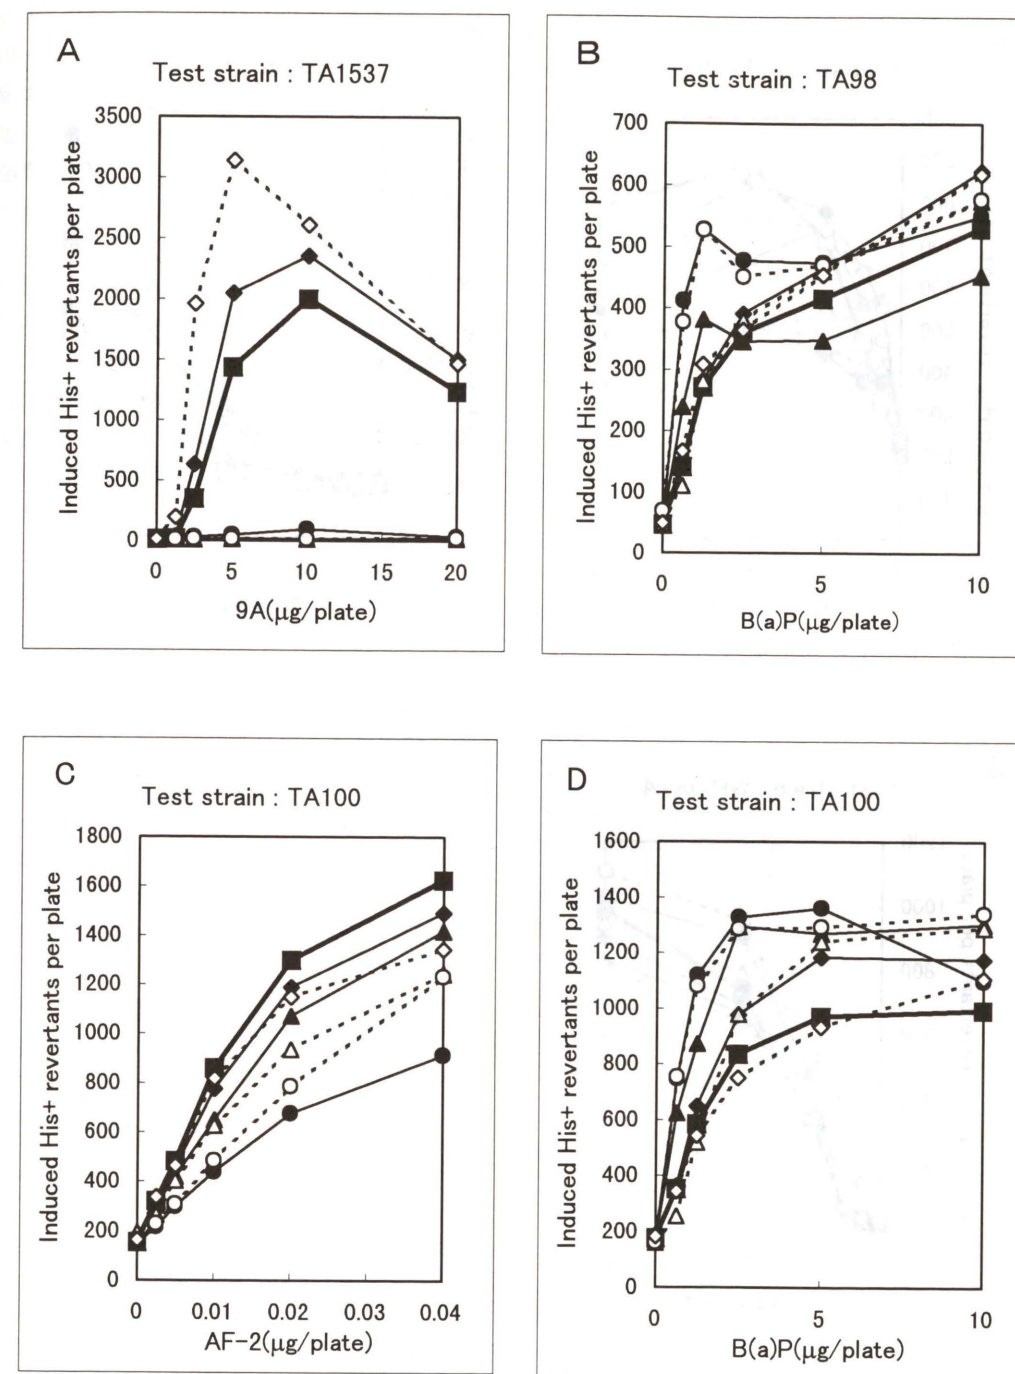 A
Test strain : TA1537
Induced His+ revertants per plate
3500
3000
2500
2000
1500
1000
500
0
0 5 10 15 20
9A(μg/plate)
B
Test strain : TA98
Induced His+ revertants per plate
700
600
500
400
300
200
100
0
0 5 10
B(a)P(μg/plate)
C
Test strain : TA100
Induced His+ revertants per plate
1800
1600
1400
1200
1000
800
600
400
200
0
0 0.01 0.02 0.03 0.04
AF-2(μg/plate)
D
Test strain : TA100
Induced His+ revertants per plate
1600
1400
1200
1000
800
600
400
200
0
0 5 10
B(a)P(μg/plate)